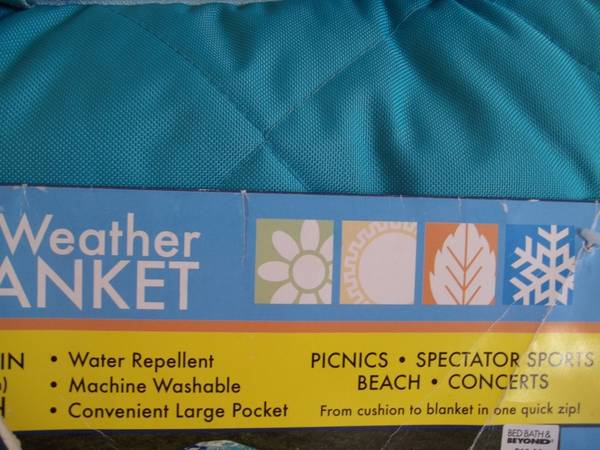 Weather
ANKET
IN
• Water Repellent
• Machine Washable
• Convenient Large Pocket
PICNICS • SPECTATOR SPORTS
BEACH • CONCERTS
From cushion to blanket in one quick zip!
BED BATH &
BEYOND